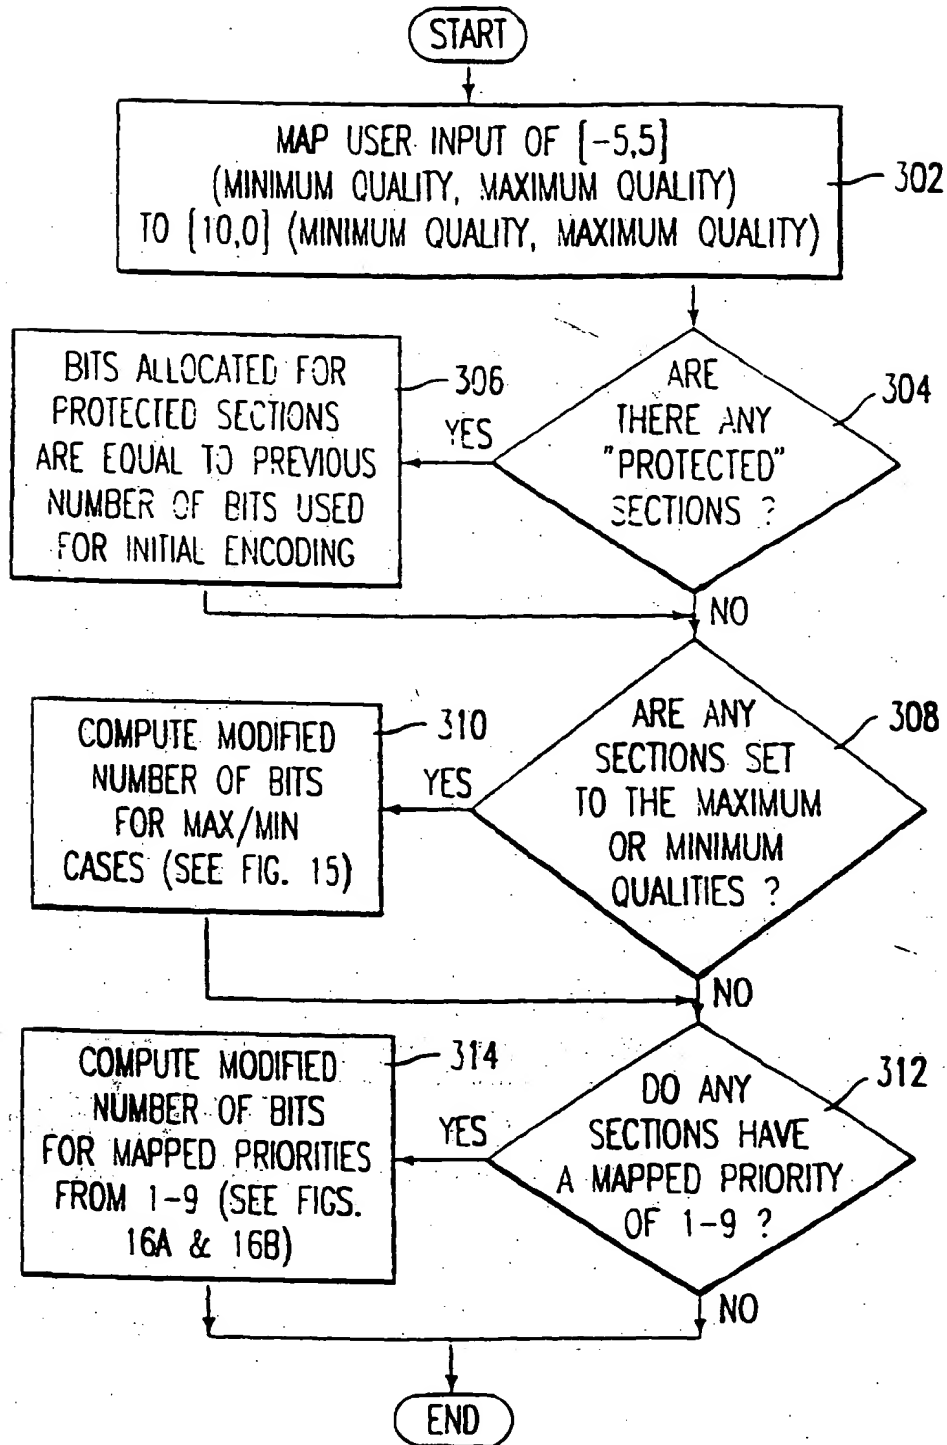 START
MAP USER INPUT OF [-5,5]
(MINIMUM QUALITY, MAXIMUM QUALITY)
TO [10,0] (MINIMUM QUALITY, MAXIMUM QUALITY)
302
ARE
THERE ANY
"PROTECTED"
SECTIONS ?
304
YES
BITS ALLOCATED FOR
PROTECTED SECTIONS
ARE EQUAL TO PREVIOUS
NUMBER OF BITS USED
FOR INITIAL ENCODING
306
NO
ARE ANY
SECTIONS SET
TO THE MAXIMUM
OR MINIMUM
QUALITIES ?
308
YES
COMPUTE MODIFIED
NUMBER OF BITS
FOR MAX/MIN
CASES (SEE FIG. 15)
310
NO
DO ANY
SECTIONS HAVE
A MAPPED PRIORITY
OF 1-9 ?
312
YES
COMPUTE MODIFIED
NUMBER OF BITS
FOR MAPPED PRIORITIES
FROM 1-9 (SEE FIGS.
16A & 16B)
314
NO
END